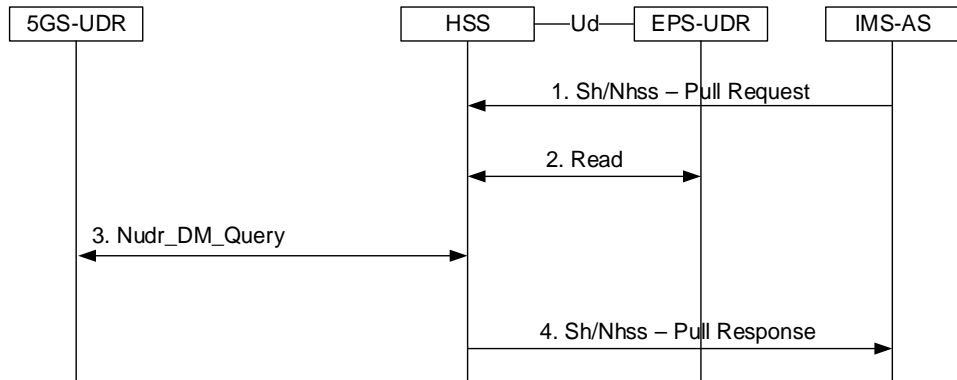 5GS-UDR
HSS
Ud
EPS-UDR
IMS-AS
1. Sh/Nhss – Pull Request
2. Read
3. Nudr_DM_Query
4. Sh/Nhss – Pull Response